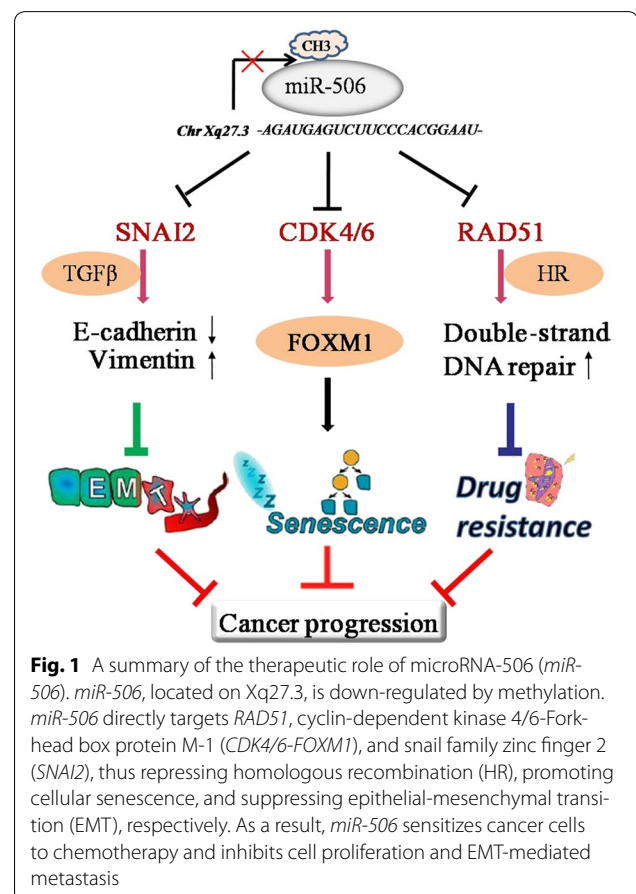 CH3
miR-506
Chr Xq27.3 -AGAUGAGUCUUCCCACGGAAU-
SNAI2 CDK4/6 RAD51
TGFβ HR
E-cadherin ↓
Vimentin ↑
FOXM1
Double-strand
DNA repair ↑
EMT
z z z z z
Senescence
Drug
resistance
Cancer progression
Fig. 1 A summary of the therapeutic role of microRNA-506 (miR-
506). miR-506, located on Xq27.3, is down-regulated by methylation.
miR-506 directly targets RAD51, cyclin-dependent kinase 4/6-Fork-
head box protein M-1 (CDK4/6-FOXM1), and snail family zinc finger 2
(SNAI2), thus repressing homologous recombination (HR), promoting
cellular senescence, and suppressing epithelial-mesenchymal transi-
tion (EMT), respectively. As a result, miR-506 sensitizes cancer cells
to chemotherapy and inhibits cell proliferation and EMT-mediated
metastasis